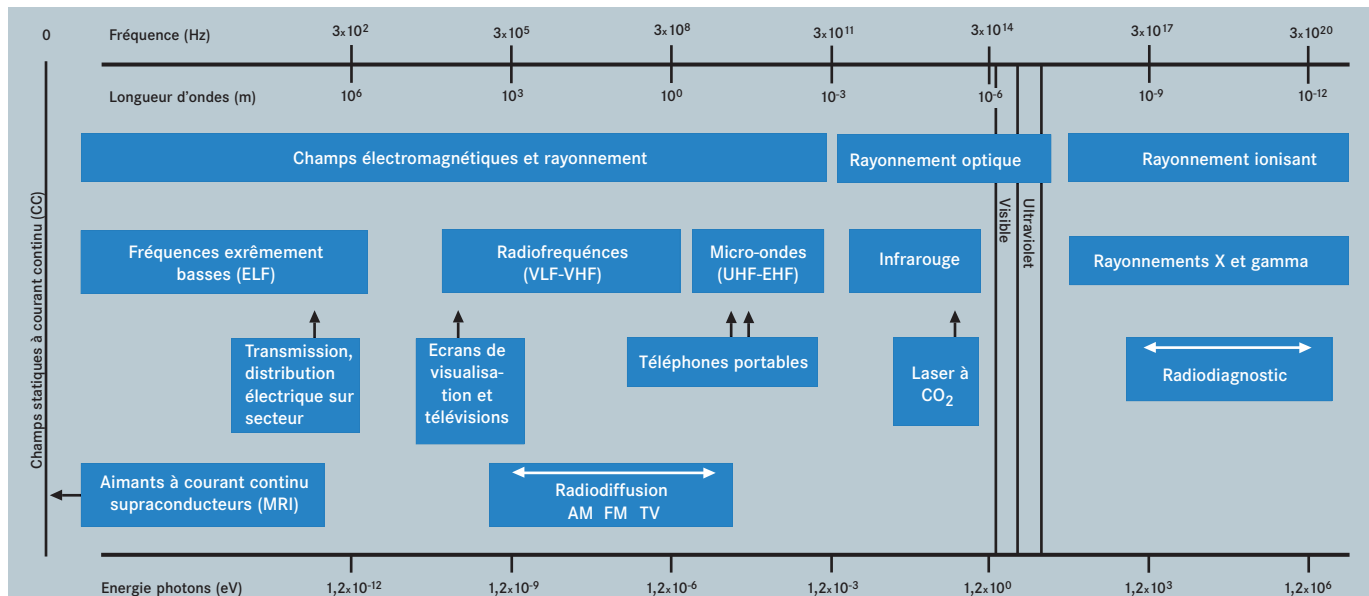 0 Fréquence (Hz) 3x10² 3x10⁵ 3x10⁸ 3x10¹¹ 3x10¹⁴ 3x10¹⁷ 3x10²⁰
Longueur d'ondes (m) 10⁶ 10³ 10⁰ 10⁻³ 10⁻⁶ 10⁻⁹ 10⁻¹²
Champs statiques à courant continu (CC)
Champs électromagnétiques et rayonnement
Rayonnement optique
Rayonnement ionisant
Visible
Ultraviolet
Fréquences exrêmement
basses (ELF)
Radiofrequénces
(VLF-VHF)
Micro-ondes
(UHF-EHF)
Infrarouge
Rayonnements X et gamma
Transmission,
distribution
électrique sur
secteur
Ecrans de
visualisa-
tion et
télévisions
Téléphones portables
Laser à
CO₂
Radiodiagnostic
Aimants à courant continu
supraconducteurs (MRI)
Radiodiffusion
AM FM TV
Energie photons (eV) 1,2x10⁻¹² 1,2x10⁻⁹ 1,2x10⁻⁶ 1,2x10⁻³ 1,2x10⁰ 1,2x10³ 1,2x10⁶